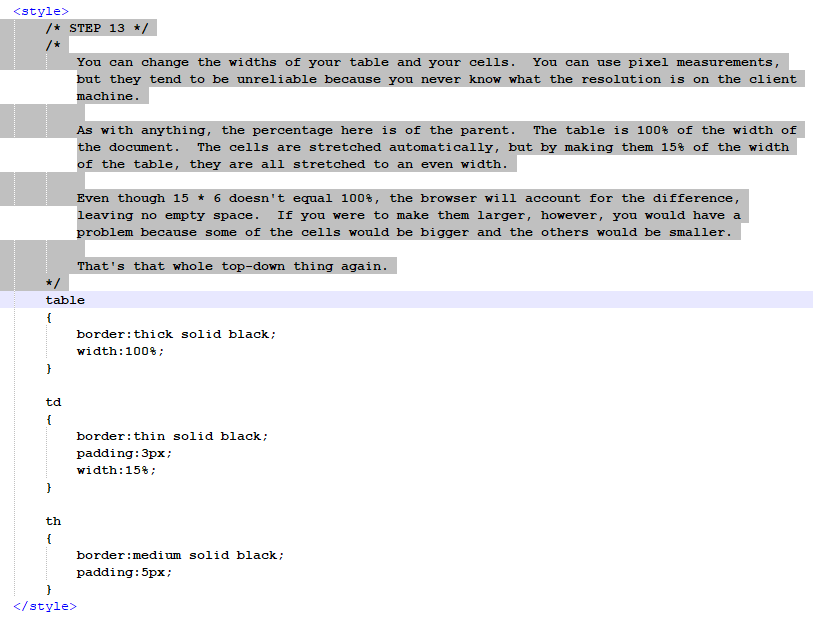 <style>
/* STEP 13 */
/*
You can change the widths of your table and your cells.  You can use pixel measurements,
but they tend to be unreliable because you never know what the resolution is on the client
machine.
As with anything, the percentage here is of the parent.  The table is 100% of the width of
the document.  The cells are stretched automatically, but by making them 15% of the width
of the table, they are all stretched to an even width.
Even though 15 * 6 doesn't equal 100%, the browser will account for the difference,
leaving no empty space.  If you were to make them larger, however, you would have a
problem because some of the cells would be bigger and the others would be smaller.
That's that whole top-down thing again.
*/
table
{
border:thick solid black;
width:100%;
}
td
{
border:thin solid black;
padding:3px;
width:15%;
}
th
{
border:medium solid black;
padding:5px;
}
</style>